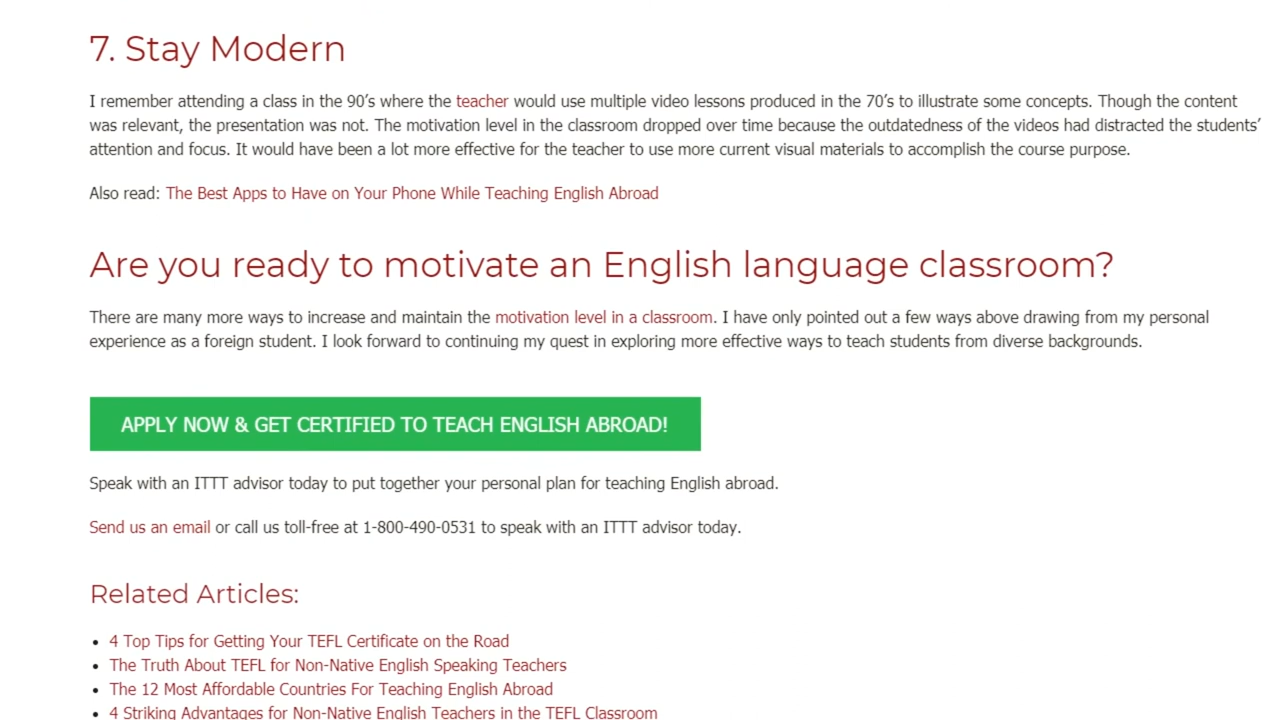 7. Stay Modern
I remember attending a class in the 90's where the teacher would use multiple video lessons produced in the 70's to illustrate some concepts. Though the content
was relevant, the presentation was not. The motivation level in the classroom dropped over time because the outdatedness of the videos had distracted the students'
attention and focus. It would have been a lot more effective for the teacher to use more current visual materials to accomplish the course purpose.
Also read: The Best Apps to Have on Your Phone While Teaching English Abroad
Are you ready to motivate an English language classroom?
There are many more ways to increase and maintain the motivation level in a classroom. I have only pointed out a few ways above drawing from my personal
experience as a foreign student. I look forward to continuing my quest in exploring more effective ways to teach students from diverse backgrounds.
APPLY NOW & GET CERTIFIED TO TEACH ENGLISH ABROAD!
Speak with an ITTT advisor today to put together your personal plan for teaching English abroad.
Send us an email or call us toll-free at 1-800-490-0531 to speak with an ITTT advisor today.
Related Articles:
• 4 Top Tips for Getting Your TEFL Certificate on the Road
• The Truth About TEFL for Non-Native English Speaking Teachers
• The 12 Most Affordable Countries For Teaching English Abroad
• 4 Striking Advantages for Non-Native English Teachers in the TEFL Classroom